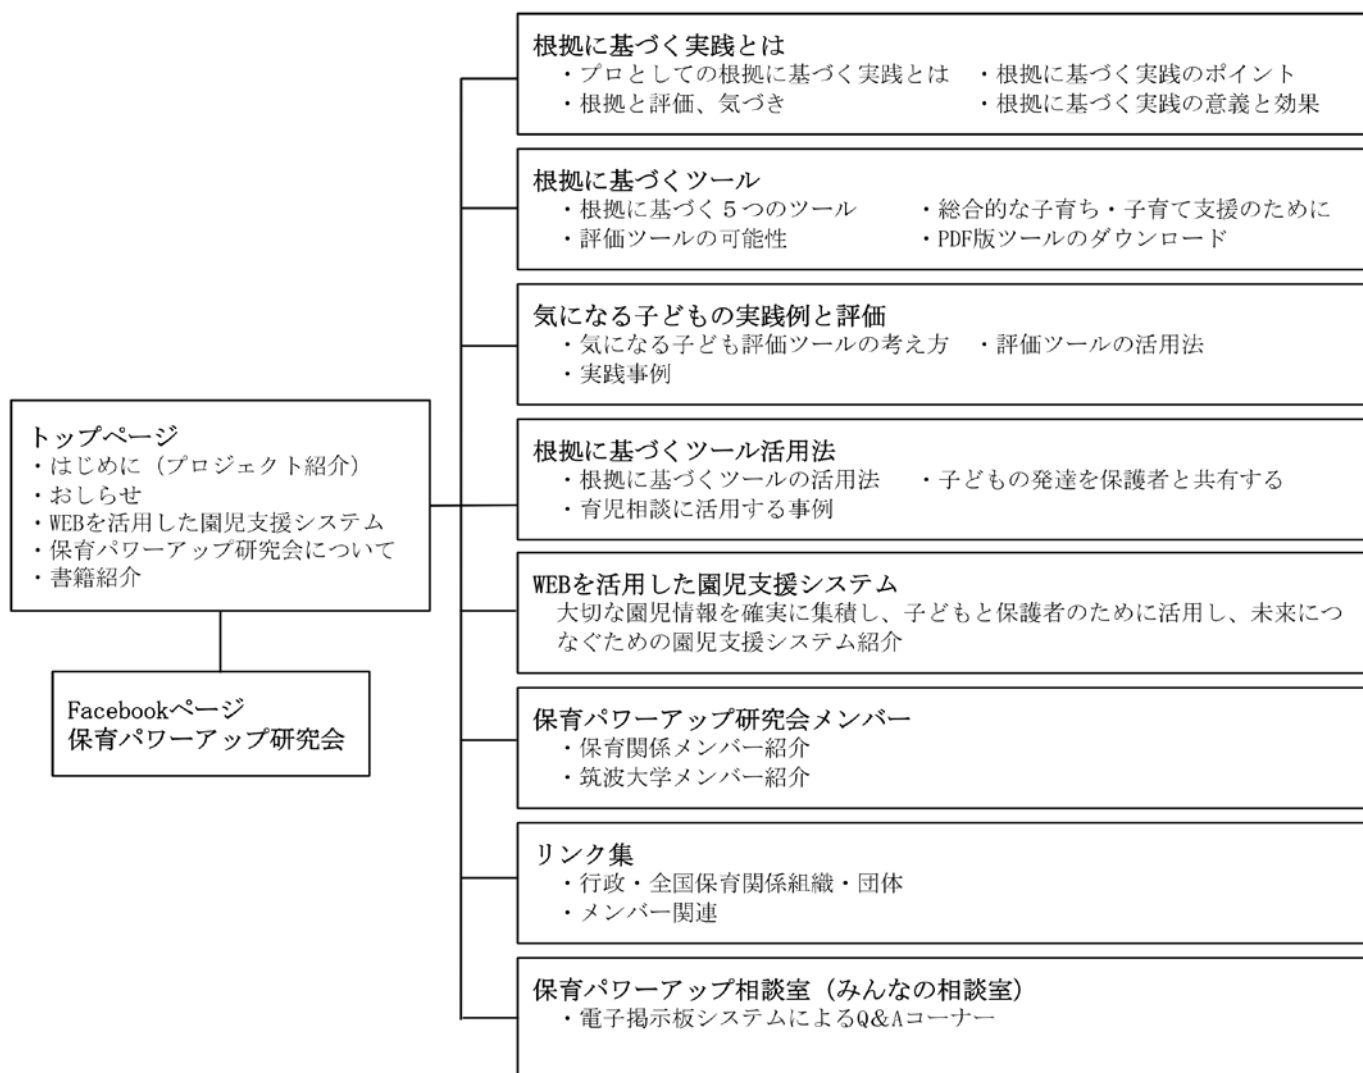 根拠に基づく実践とは
・プロとしての根拠に基づく実践とは ・根拠に基づく実践のポイント
・根拠と評価、気づき ・根拠に基づく実践の意義と効果
根拠に基づくツール
・根拠に基づく５つのツール ・総合的な子育ち・子育て支援のために
・評価ツールの可能性 ・PDF版ツールのダウンロード
気になる子どもの実践例と評価
・気になる子ども評価ツールの考え方 ・評価ツールの活用法
・実践事例
トップページ
・はじめに（プロジェクト紹介）
・おしらせ
・WEBを活用した園児支援システム
・保育パワーアップ研究会について
・書籍紹介
根拠に基づくツール活用法
・根拠に基づくツールの活用法 ・子どもの発達を保護者と共有する
・育児相談に活用する事例
WEBを活用した園児支援システム
大切な園児情報を確実に集積し、子どもと保護者のために活用し、未来につ
なぐための園児支援システム紹介
Facebookページ
保育パワーアップ研究会
保育パワーアップ研究会メンバー
・保育関係メンバー紹介
・筑波大学メンバー紹介
リンク集
・行政・全国保育関係組織・団体
・メンバー関連
保育パワーアップ相談室（みんなの相談室）
・電子掲示板システムによるQ&Aコーナー